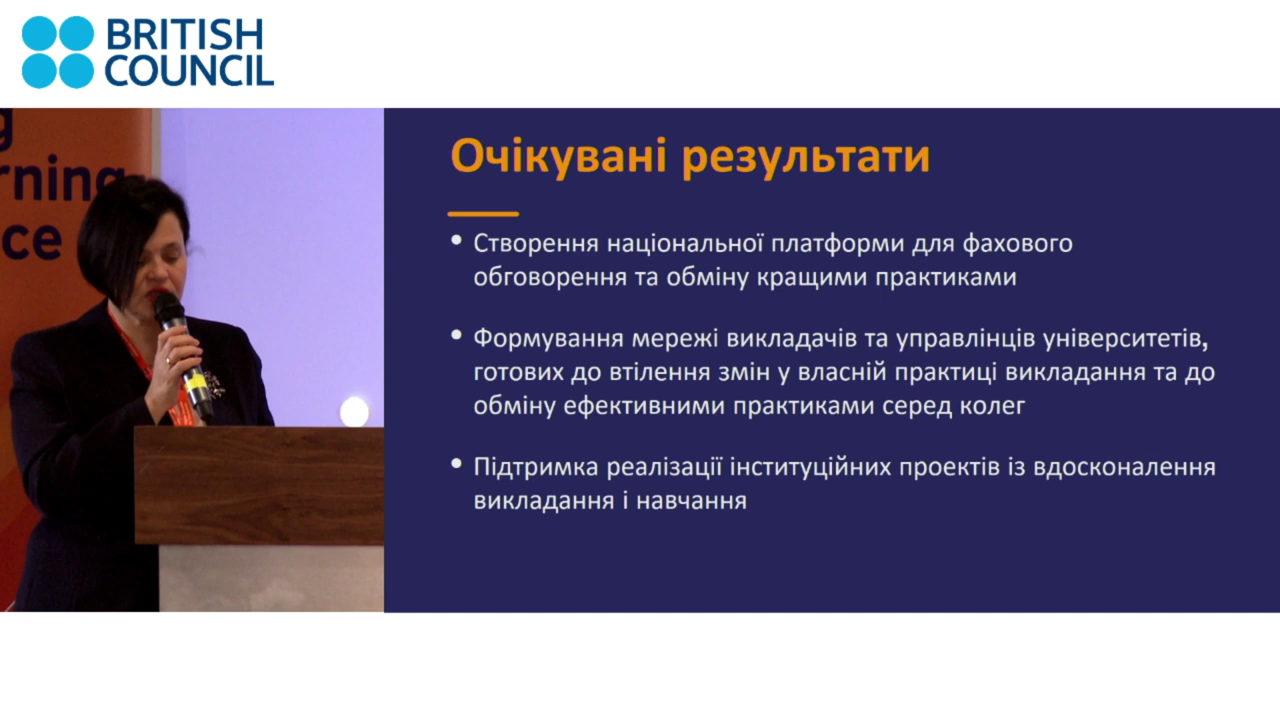 BRITISH
COUNCIL
g
rning
ce
Очікувані результати
• Створення національної платформи для фахового
обговорення та обміну кращими практиками
• Формування мережі викладачів та управлінців університетів,
готових до втілення змін у власній практиці викладання та до
обміну ефективними практиками серед колег
• Підтримка реалізації інституційних проектів із вдосконалення
викладання і навчання